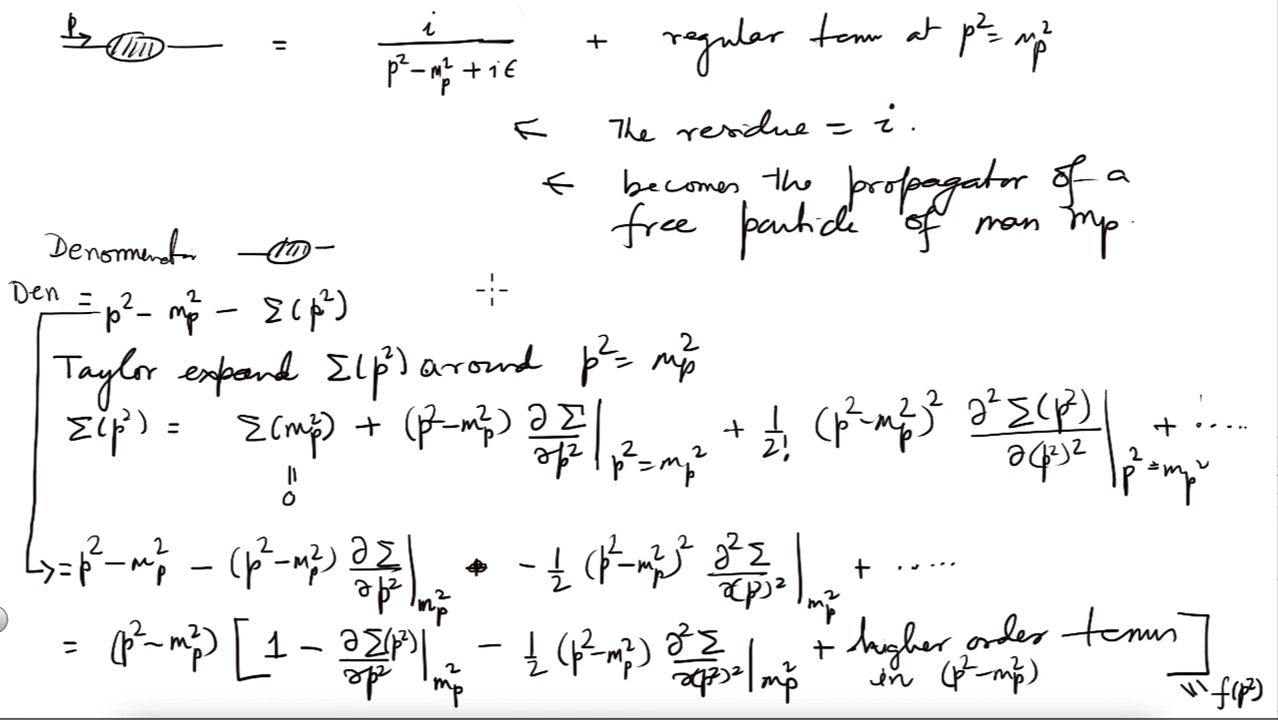 p = i / (p² - m_p² + iϵ) + regular term at p² = m_p²
← The residue = i.
← becomes the propagator of a
free particle of mass m_p.
Denomenator
Den = p² - m_p² - Σ(p²)
Taylor expand Σ(p²) around p² = m_p²
Σ(p²) = Σ(m_p²) + (p² - m_p²) ∂Σ/∂p² |_{p² = m_p²} + 1/2! (p² - m_p²)² ∂²Σ(p²)/∂(p²)² |_{p² = m_p²} + .....
|| 0
→ = p² - m_p² - (p² - m_p²) ∂Σ/∂p² |_{m_p²} - 1/2 (p² - m_p²)² ∂²Σ/∂(p²)² |_{m_p²} + ......
= (p² - m_p²) [ 1 - ∂Σ(p²)/∂p² |_{m_p²} - 1/2 (p² - m_p²) ∂²Σ/∂(p²)² |_{m_p²} + higher order terms
in (p² - m_p²) ]
||| f(p²)